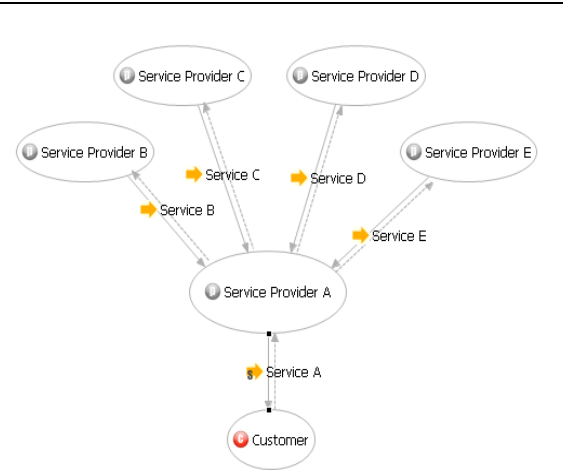 Service Provider C
Service Provider D
Service Provider B
Service Provider E
Service C
Service D
Service B
Service E
Service Provider A
S Service A
C Customer